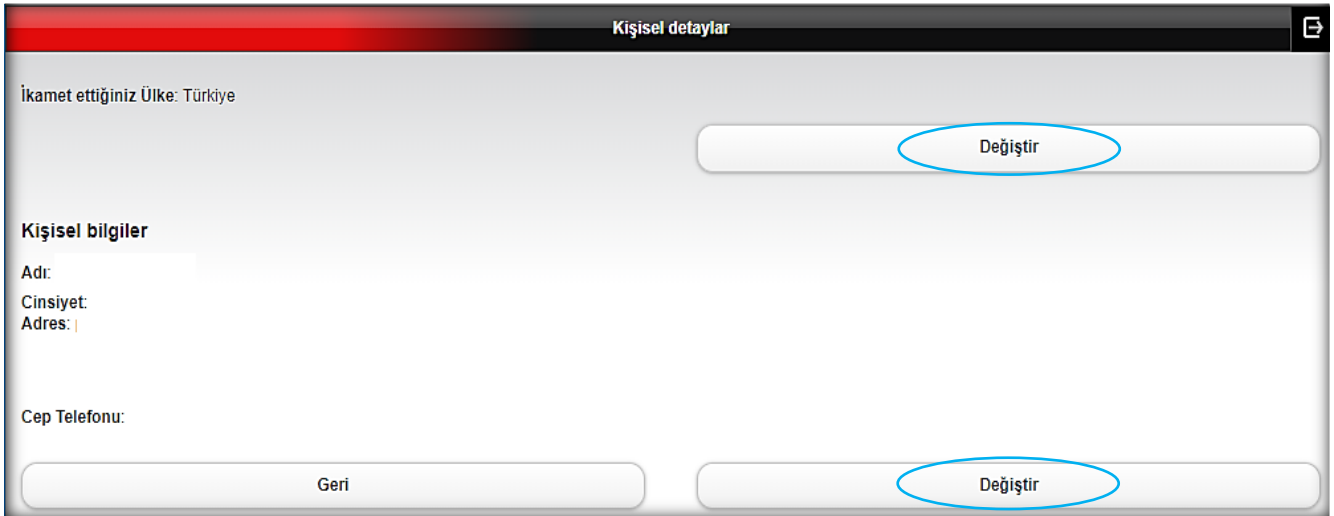 Kişisel detaylar
İkamet ettiğiniz Ülke: Türkiye
Değiştir
Kişisel bilgiler
Adı:
Cinsiyet:
Adres:
Cep Telefonu:
Geri
Değiştir